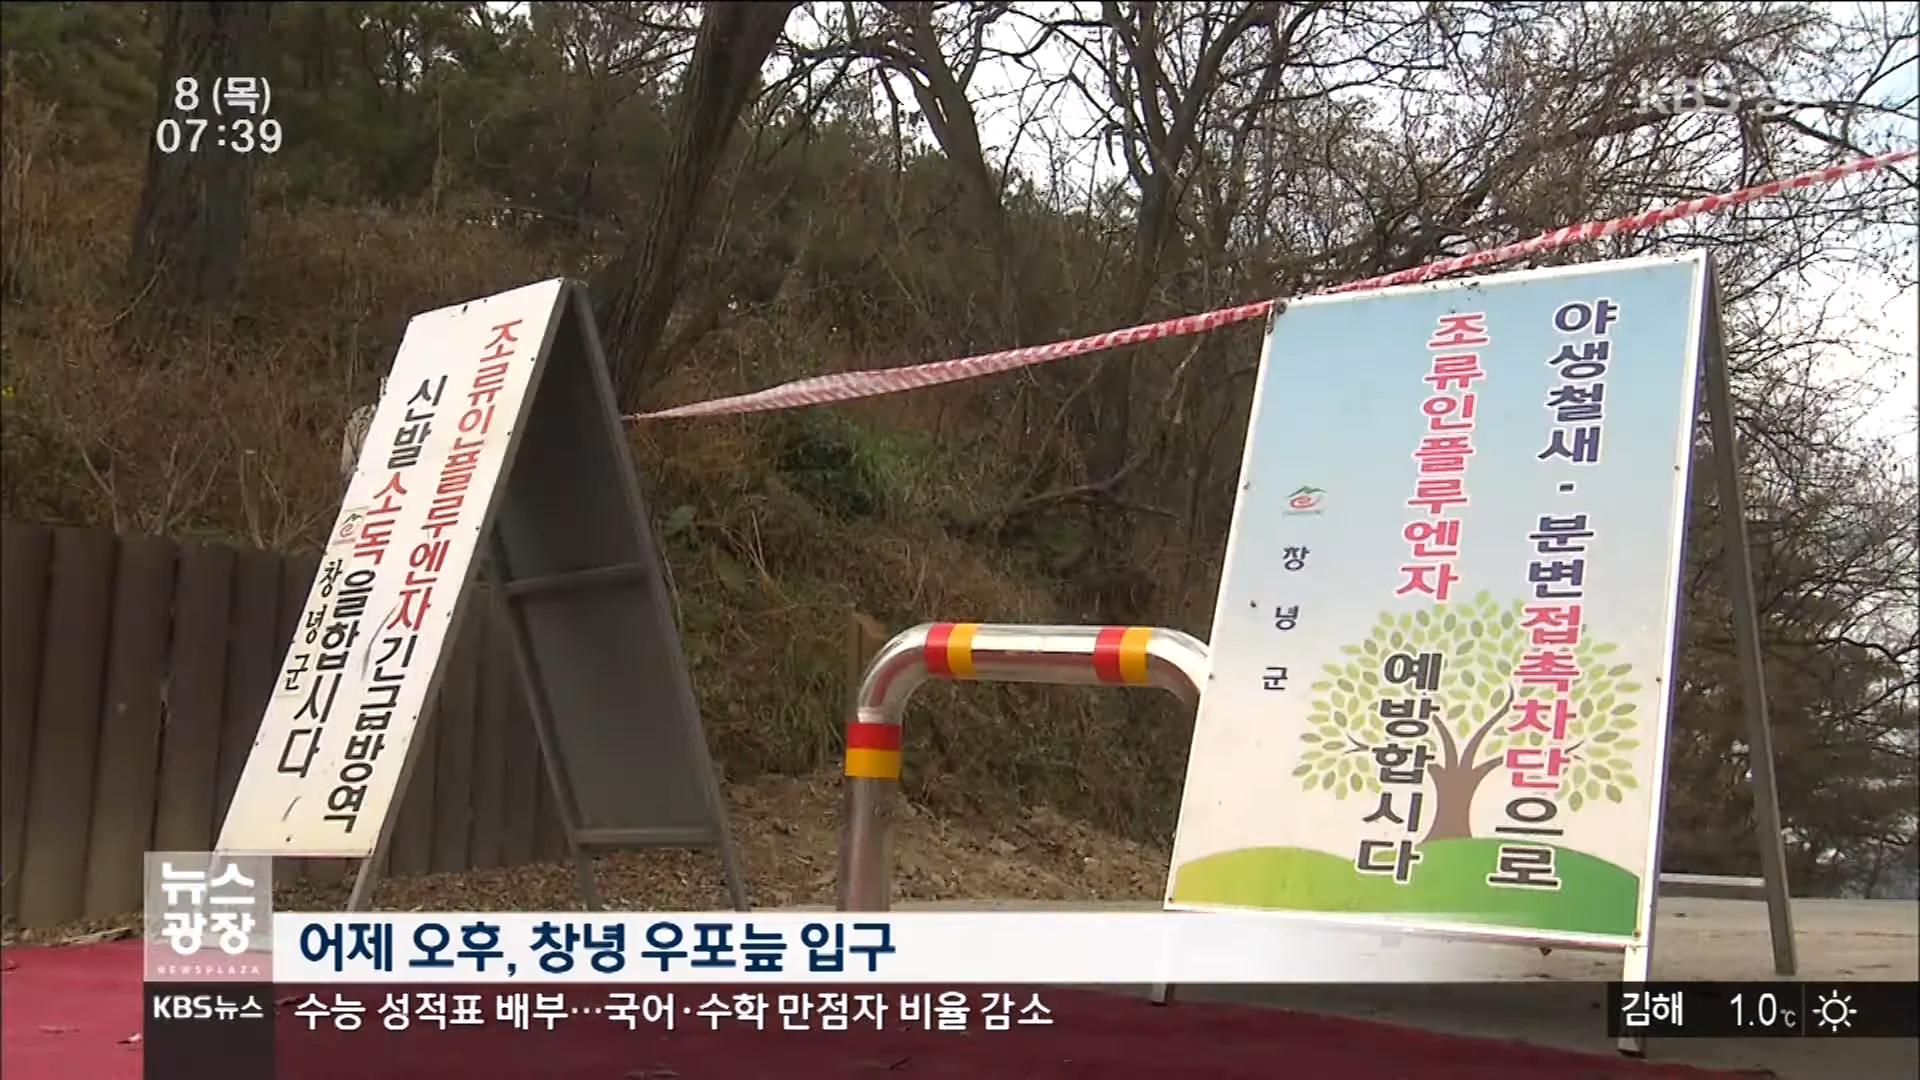 8 (목)
07:39
KBS경남
조류인플루엔자 긴급방역
신발 소독을 합시다
창녕군
야생철새·분변 접촉차단으로
조류인플루엔자 예방합시다
창녕군
뉴스
광장
NEWSPLAZA
어제 오후, 창녕 우포늪 입구
KBS뉴스
수능 성적표 배부…국어·수학 만점자 비율 감소
김해 1.0℃